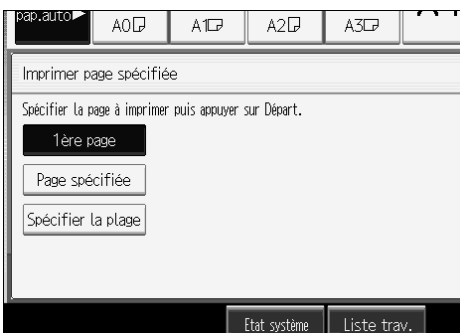 pap.auto►
A0 A1 A2 A3
Imprimer page spécifiée
Spécifier la page à imprimer puis appuyer sur Départ.
1ère page
Page spécifiée
Spécifier la plage
Etat système Liste trav.